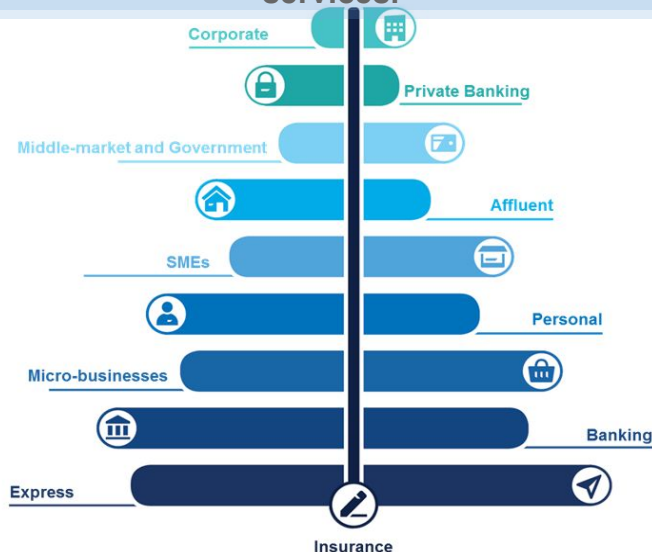 Corporate
Private Banking
Middle-market and Government
Affluent
SMEs
Personal
Micro-businesses
Banking
Express
Insurance